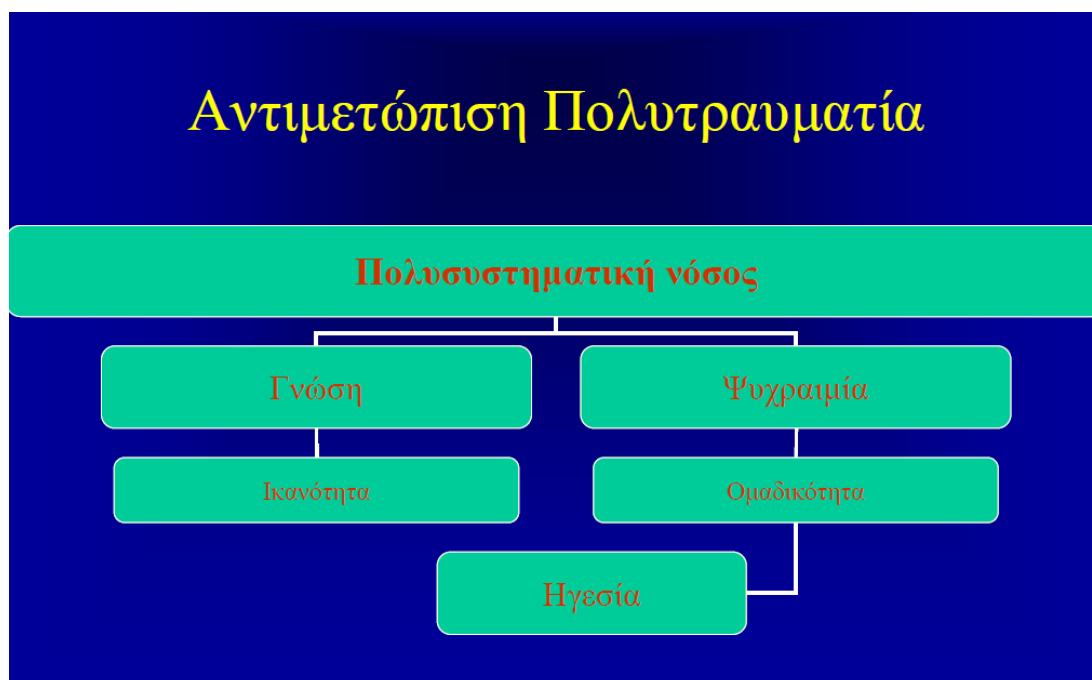 Αντιμετώπιση Πολυτραυματία
Πολυσυστηματική νόσος
Γνώση
Ψυχραιμία
Ικανότητα
Ομαδικότητα
Ηγεσία